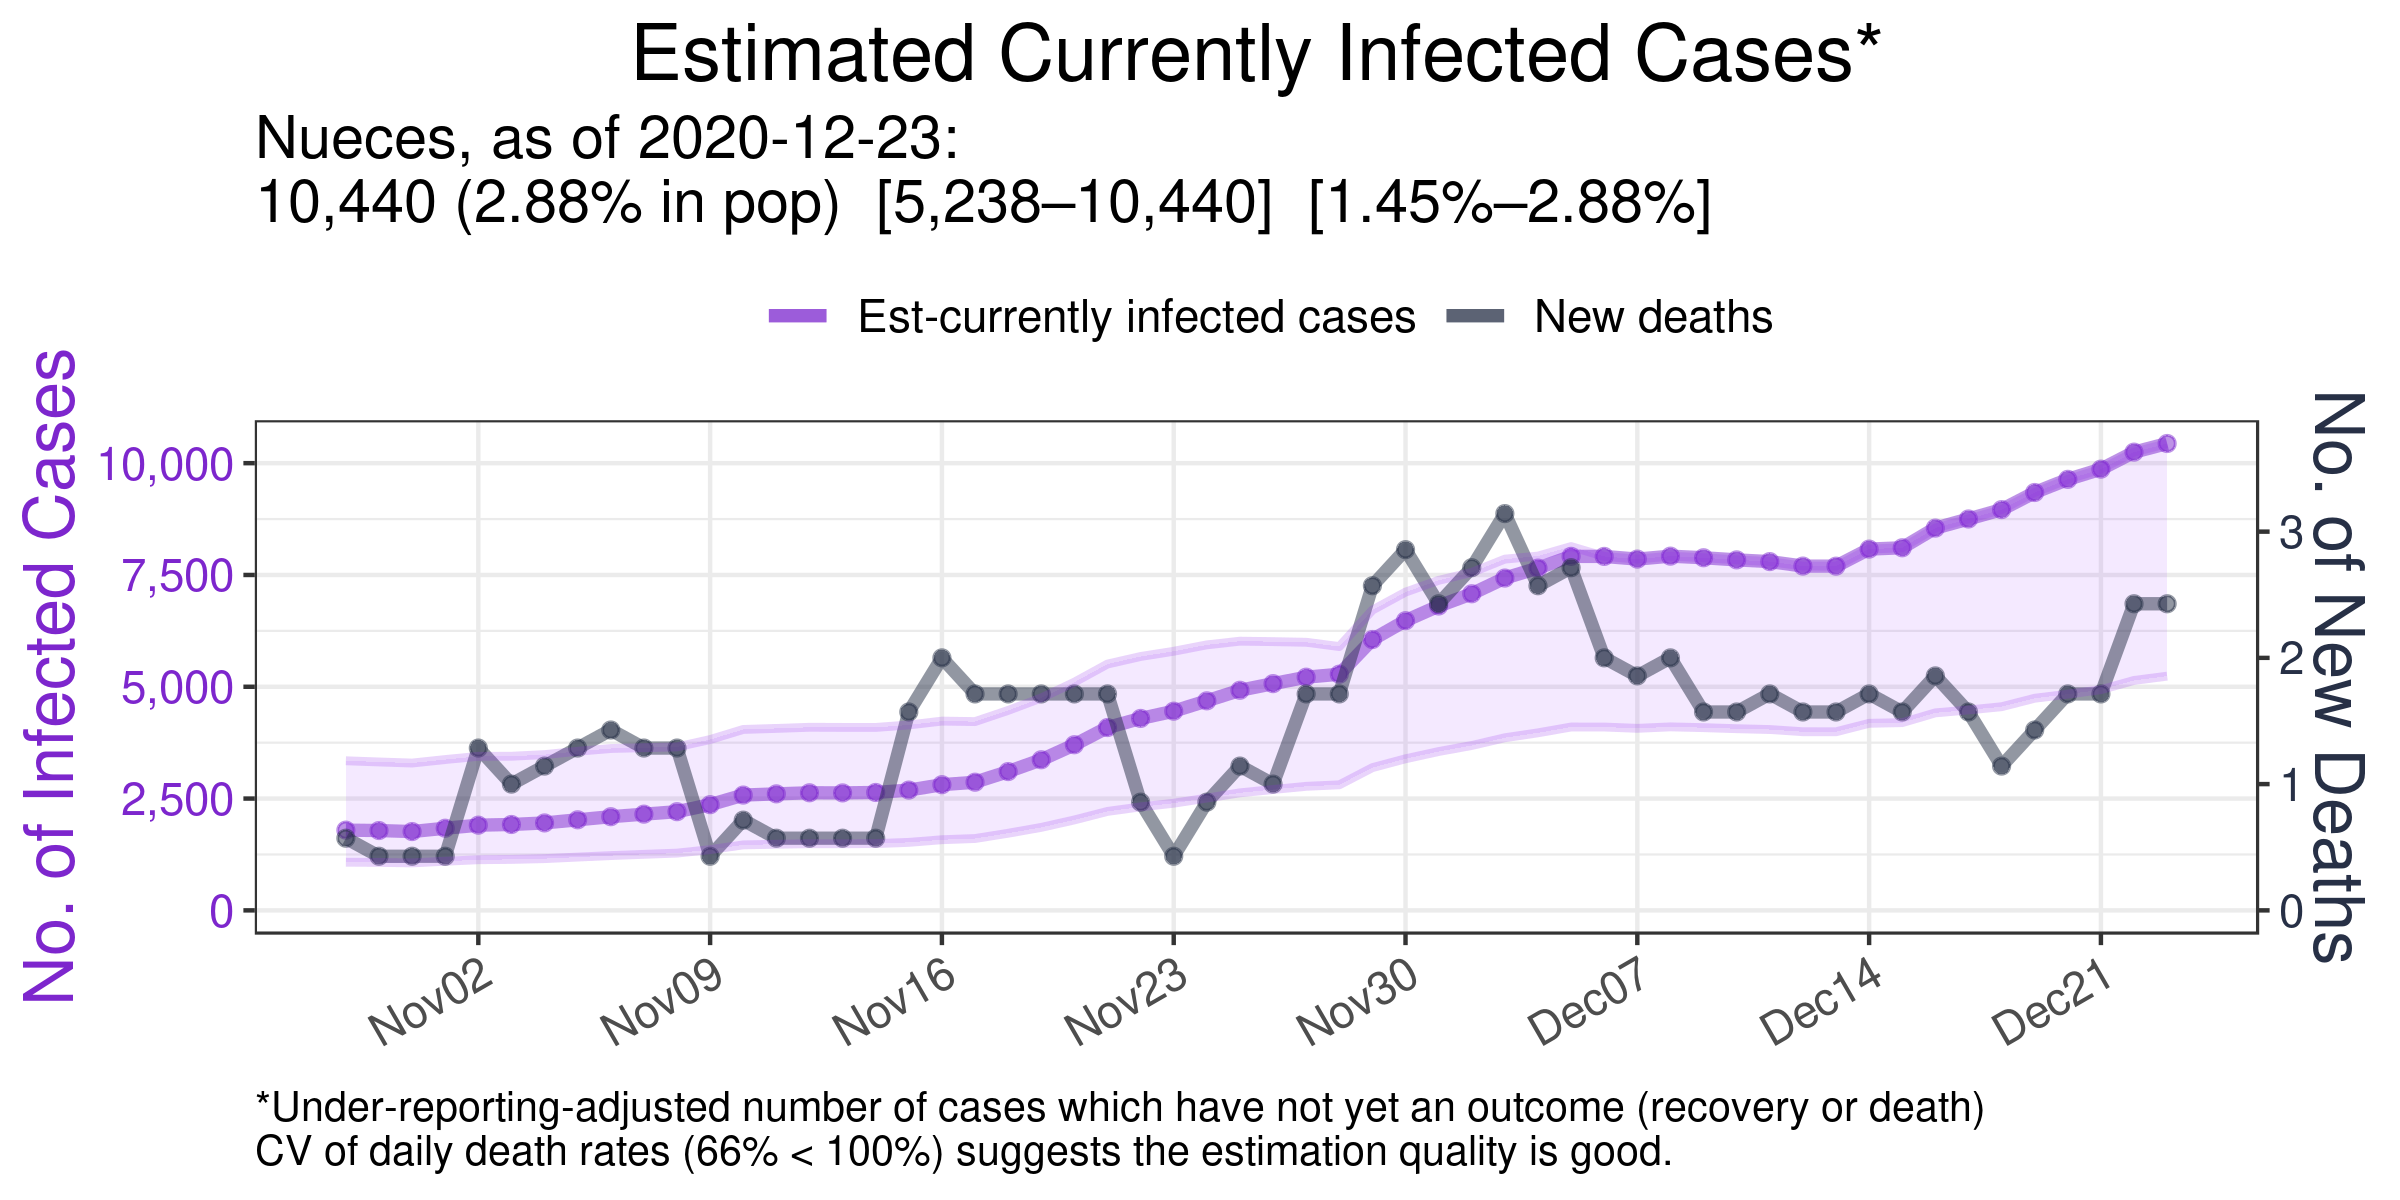 Estimated Currently Infected Cases*
Nueces, as of 2020-12-23:
10,440 (2.88% in pop)  [5,238–10,440]  [1.45%–2.88%]
Est-currently infected cases
New deaths
No. of Infected Cases
10,000
7,500
5,000
2,500
0
No. of New Deaths
3
2
1
0
Nov02
Nov09
Nov16
Nov23
Nov30
Dec07
Dec14
Dec21
*Under-reporting-adjusted number of cases which have not yet an outcome (recovery or death)
CV of daily death rates (66% < 100%) suggests the estimation quality is good.